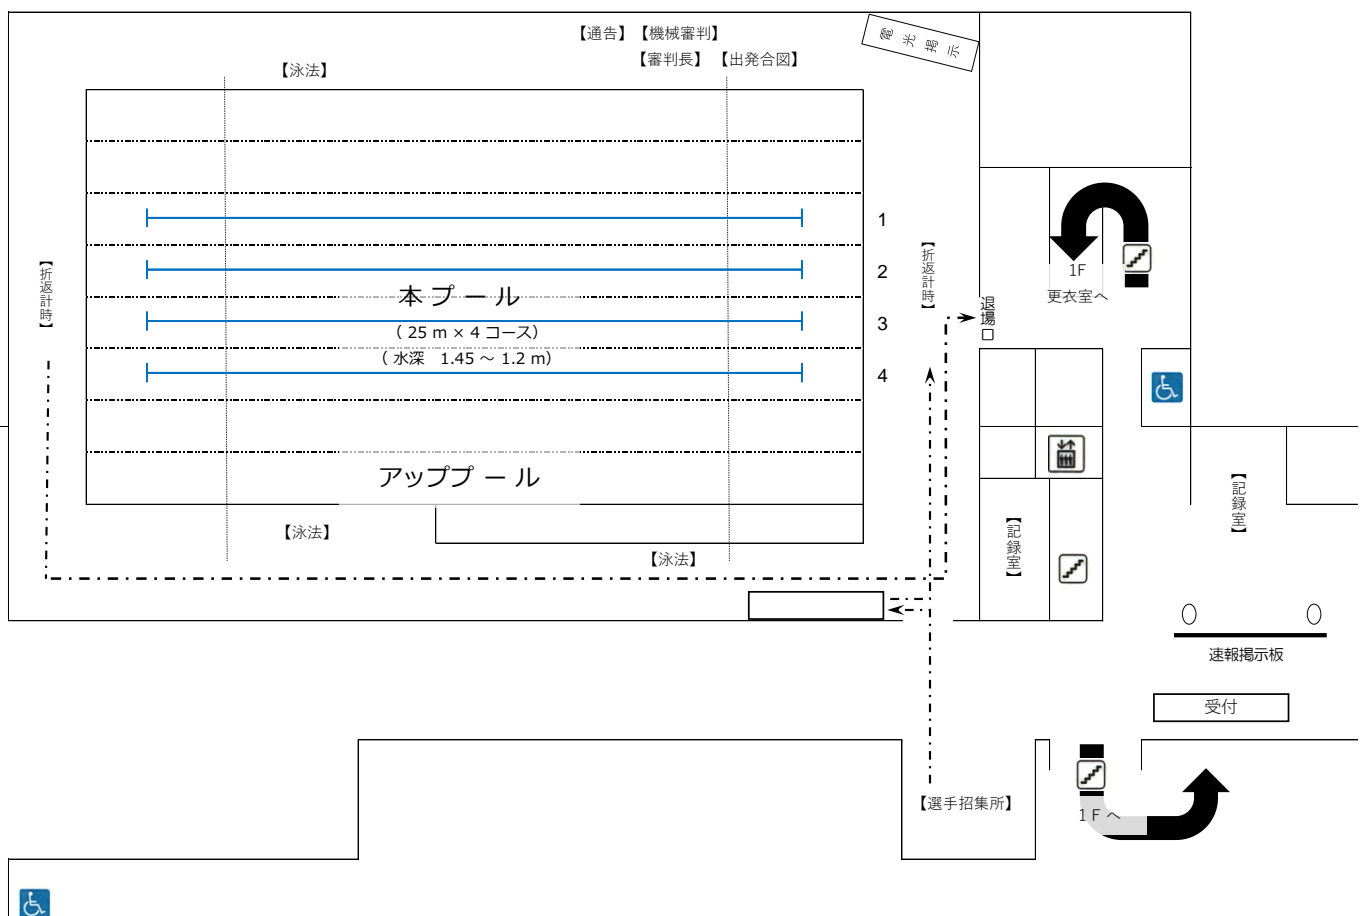 【通告】【機械審判】
【審判長】【出発合図】
電光掲示
【泳法】
1
2
3
4
本プール
（ 25 m × 4 コース）
（ 水深 1.45 ～ 1.2 m）
アッププール
【折返計時】
【折返計時】
退場口
1F
更衣室へ
【泳法】
【泳法】
【記録室】
【記録室】
速報掲示板
受付
【選手招集所】
1 F へ